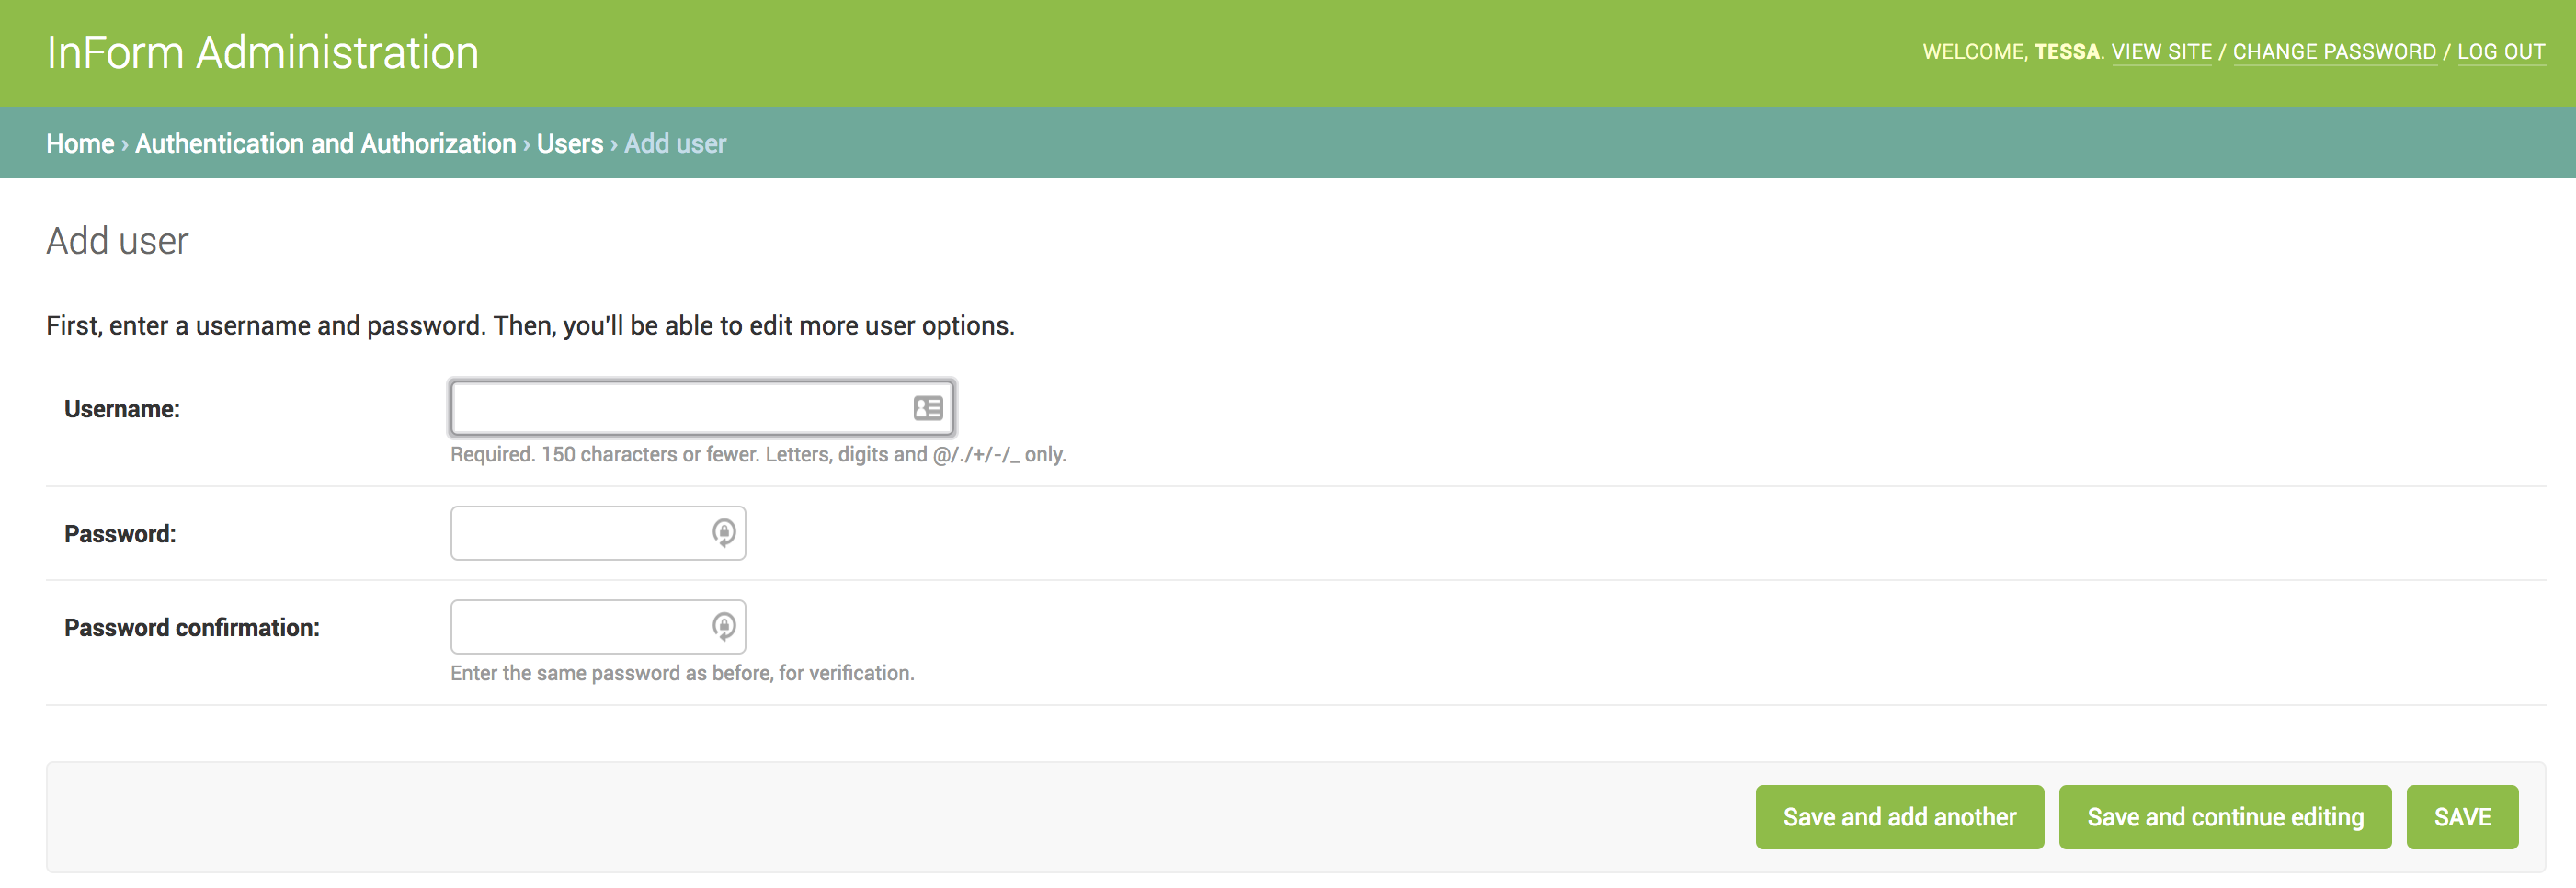 InForm Administration
WELCOME, TESSA. VIEW SITE / CHANGE PASSWORD / LOG OUT
Home › Authentication and Authorization › Users › Add user
Add user
First, enter a username and password. Then, you'll be able to edit more user options.
Username:
Required. 150 characters or fewer. Letters, digits and @/./+/-/_ only.
Password:
Password confirmation:
Enter the same password as before, for verification.
Save and add another
Save and continue editing
SAVE